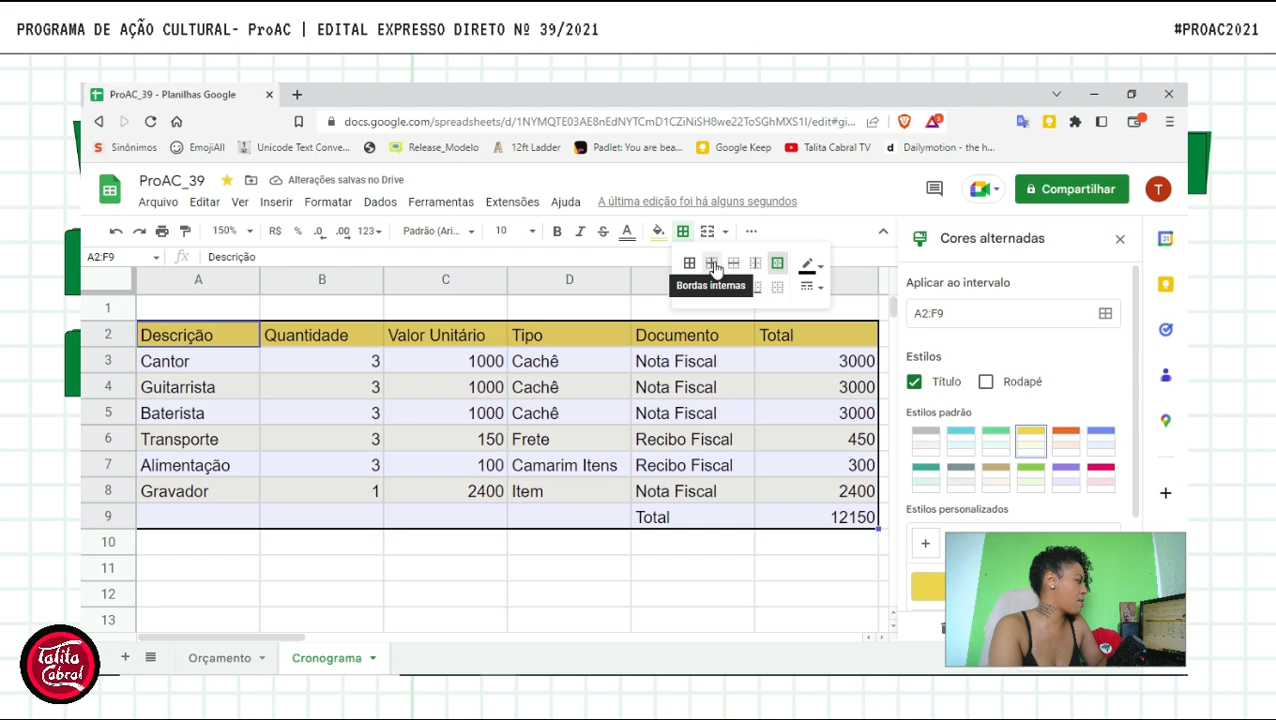 PROGRAMA DE AÇÃO CULTURAL- ProAC | EDITAL EXPRESSO DIRETO Nº 39/2021
#PROAC2021
ProAC_39 - Planilhas Google
docs.google.com/spreadsheets/d/1NYMQTE03AE8nEdNYTCmD1CZiNiSH8we22ToSGhMXS1I/edit#gi...
Sinônimos
EmojiAll
Unicode Text Conve...
Release_Modelo
12ft Ladder
Padlet: You are bea...
Google Keep
Talita Cabral TV
Dailymotion - the h...
ProAC_39
Alterações salvas no Drive
Compartilhar
T
Arquivo Editar Ver Inserir Formatar Dados Ferramentas Extensões Ajuda
A última edição foi há alguns segundos
150% R$ % .0 .00 123 Padrão (Ari... 10 B I S A
Cores alternadas
A2:F9 fx Descrição
Bordas internas
A B C D
Aplicar ao intervalo
A2:F9
1
2 Descrição Quantidade Valor Unitário Tipo Documento Total
3 Cantor 3 1000 Cachê Nota Fiscal 3000
4 Guitarrista 3 1000 Cachê Nota Fiscal 3000
5 Baterista 3 1000 Cachê Nota Fiscal 3000
6 Transporte 3 150 Frete Recibo Fiscal 450
7 Alimentação 3 100 Camarim Itens Recibo Fiscal 300
8 Gravador 1 2400 Item Nota Fiscal 2400
9 Total 12150
10
11
12
13
Estilos
Título
Rodapé
Estilos padrão
Estilos personalizados
Orçamento
Cronograma
Talita
Cabral